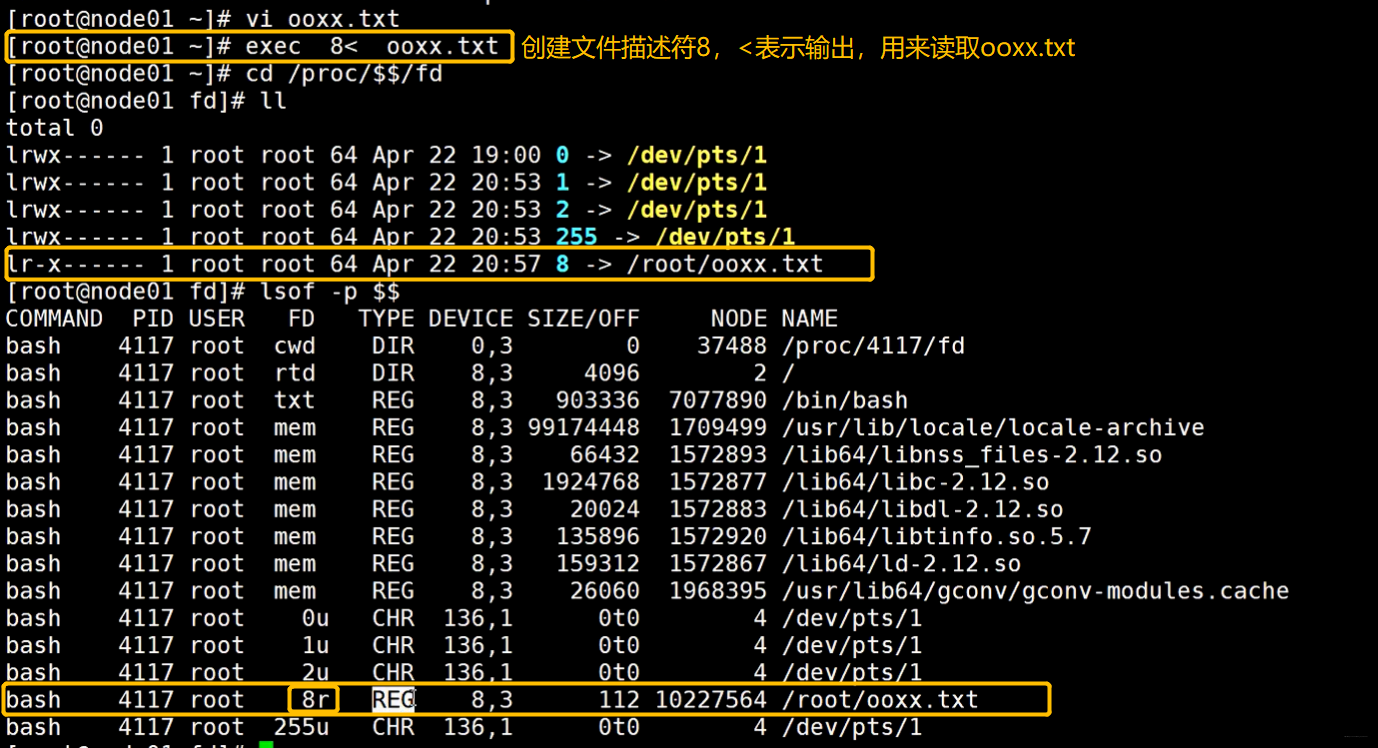 [root@node01 ~]# vi ooxx.txt
[root@node01 ~]# exec  8<  ooxx.txt 创建文件描述符8，<表示输出，用来读取ooxx.txt
[root@node01 ~]# cd /proc/$$/fd
[root@node01 fd]# ll
total 0
lrwx------ 1 root root 64 Apr 22 19:00 0 -> /dev/pts/1
lrwx------ 1 root root 64 Apr 22 20:53 1 -> /dev/pts/1
lrwx------ 1 root root 64 Apr 22 20:53 2 -> /dev/pts/1
lrwx------ 1 root root 64 Apr 22 20:53 255 -> /dev/pts/1
lr-x------ 1 root root 64 Apr 22 20:57 8 -> /root/ooxx.txt
[root@node01 fd]# lsof -p $$
COMMAND  PID USER   FD   TYPE DEVICE SIZE/OFF     NODE NAME
bash    4117 root  cwd    DIR    0,3        0    37488 /proc/4117/fd
bash    4117 root  rtd    DIR    8,3     4096        2 /
bash    4117 root  txt    REG    8,3   903336  7077890 /bin/bash
bash    4117 root  mem    REG    8,3 99174448  1709499 /usr/lib/locale/locale-archive
bash    4117 root  mem    REG    8,3    66432  1572893 /lib64/libnss_files-2.12.so
bash    4117 root  mem    REG    8,3  1924768  1572877 /lib64/libc-2.12.so
bash    4117 root  mem    REG    8,3    20024  1572883 /lib64/libdl-2.12.so
bash    4117 root  mem    REG    8,3   135896  1572920 /lib64/libtinfo.so.5.7
bash    4117 root  mem    REG    8,3   159312  1572867 /lib64/ld-2.12.so
bash    4117 root  mem    REG    8,3    26060  1968395 /usr/lib64/gconv/gconv-modules.cache
bash    4117 root    0u   CHR  136,1      0t0        4 /dev/pts/1
bash    4117 root    1u   CHR  136,1      0t0        4 /dev/pts/1
bash    4117 root    2u   CHR  136,1      0t0        4 /dev/pts/1
bash    4117 root    8r   REG    8,3      112 10227564 /root/ooxx.txt
bash    4117 root  255u   CHR  136,1      0t0        4 /dev/pts/1
[root@node01 fd]#